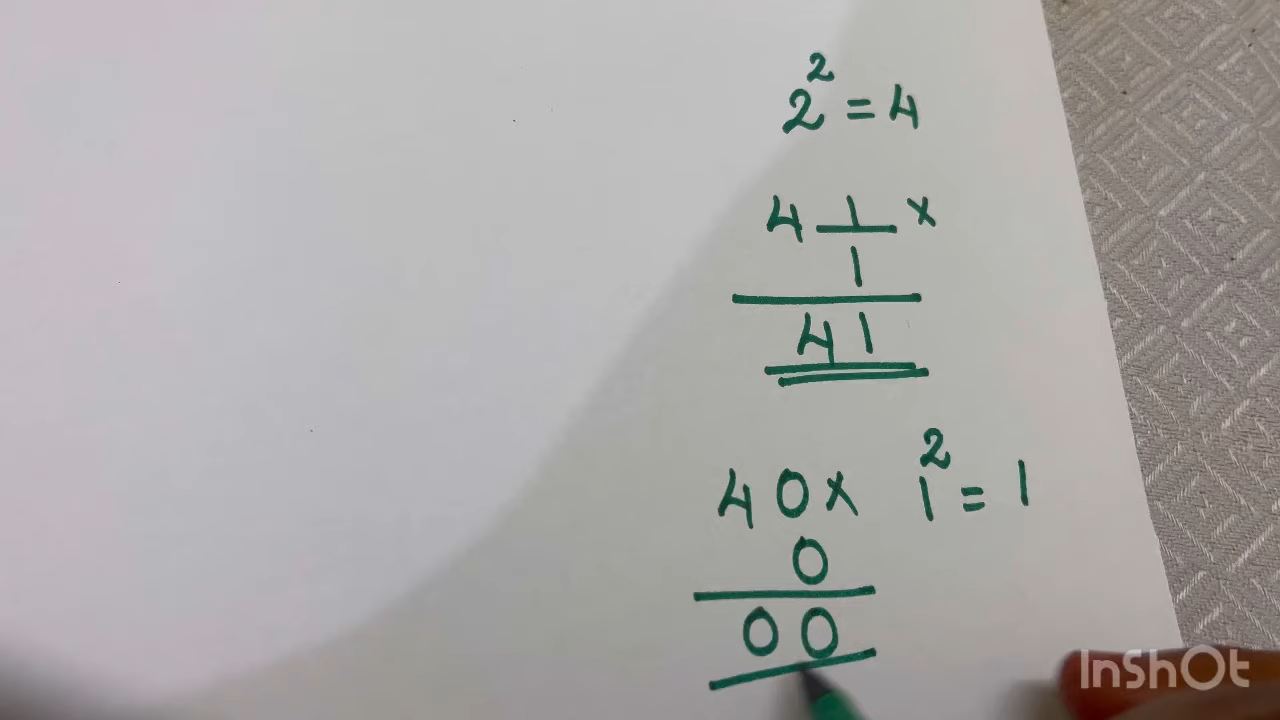 2² = 4
4 1 ×
1
41
40 × 1² = 1
0
00
InShOt